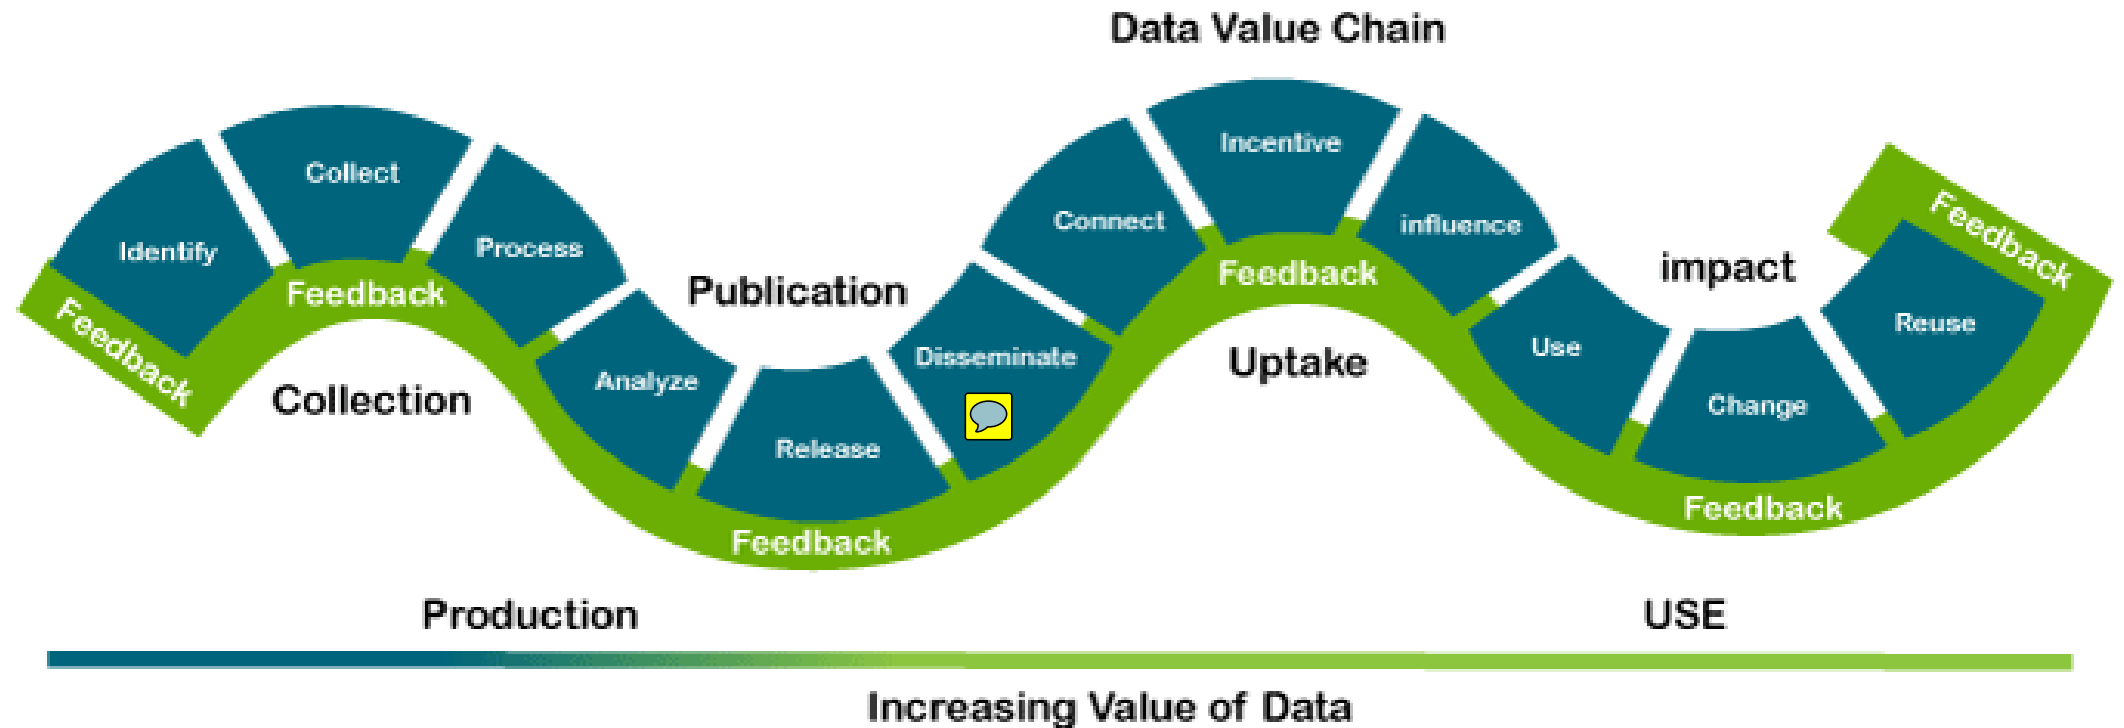 Data Value Chain
Identify
Collect
Process
Analyze
Release
Disseminate
Connect
Incentive
influence
Use
Change
Reuse
Feedback
Feedback
Feedback
Feedback
Feedback
Feedback
Collection
Publication
Uptake
impact
Production
USE
Increasing Value of Data